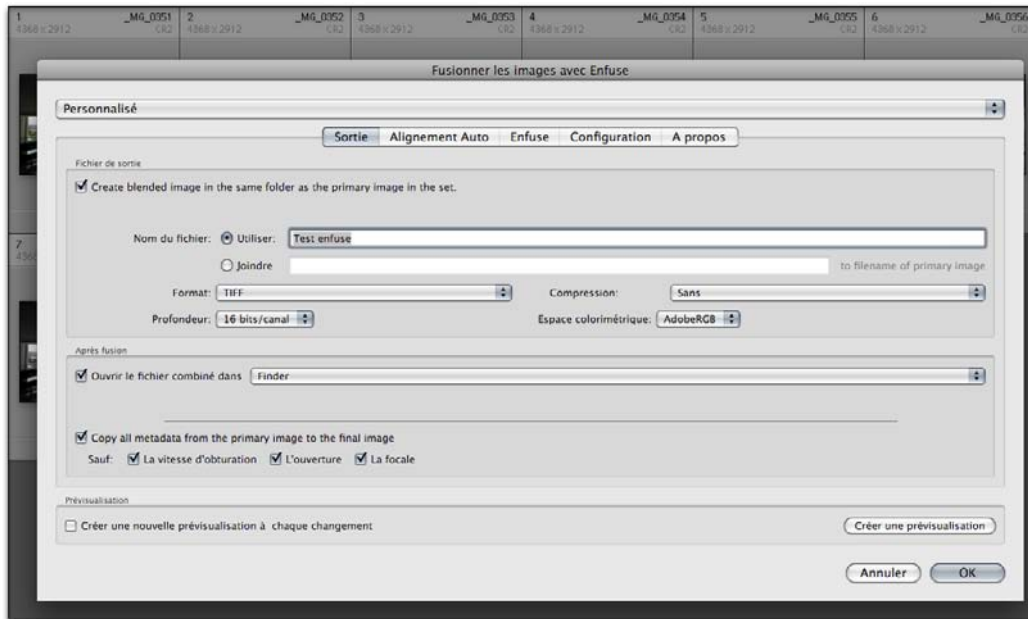 1 _MG_0351 2 _MG_0352 3 _MG_0353 4 _MG_0354 5 _MG_0355 6 _MG_0356
4368 x 2912 CR2 4368 x 2912 CR2 4368 x 2912 CR2 4368 x 2912 CR2 4368 x 2912 CR2 4368 x 2912
Fusionner les images avec Enfuse
Personnalisé
Sortie Alignement Auto Enfuse Configuration A propos
Fichier de sortie
Create blended image in the same folder as the primary image in the set.
Nom du fichier: Utiliser: Test enfuse
Joindre to filename of primary image
Format: TIFF Compression: Sans
Profondeur: 16 bits/canal Espace colorimétrique: AdobeRGB
Après fusion
Ouvrir le fichier combiné dans Finder
Copy all metadata from the primary image to the final image
Sauf: La vitesse d'obturation L'ouverture La focale
Prévisualisation
Créer une nouvelle prévisualisation à chaque changement Créer une prévisualisation
Annuler OK
7